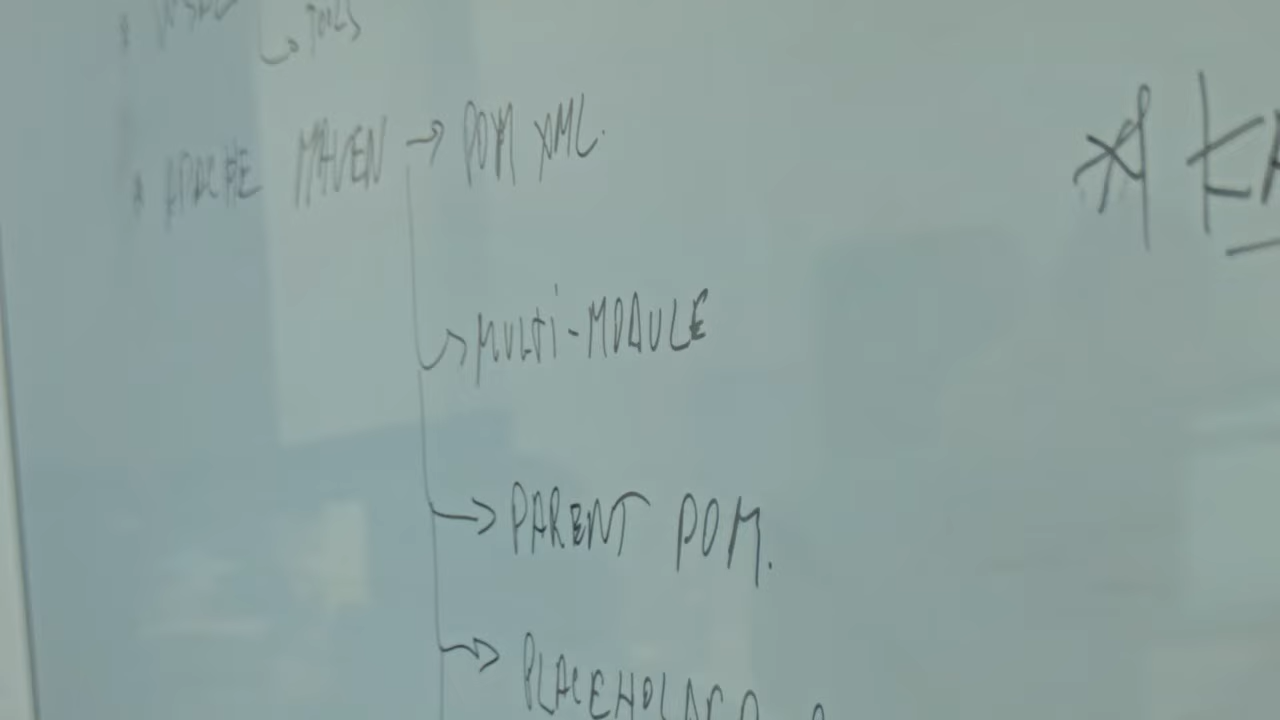 TOOLS
* APACHE MAVEN → POM XML.
MULTI-MODULE
→ PARENT POM.
→ PLACEHOLDER